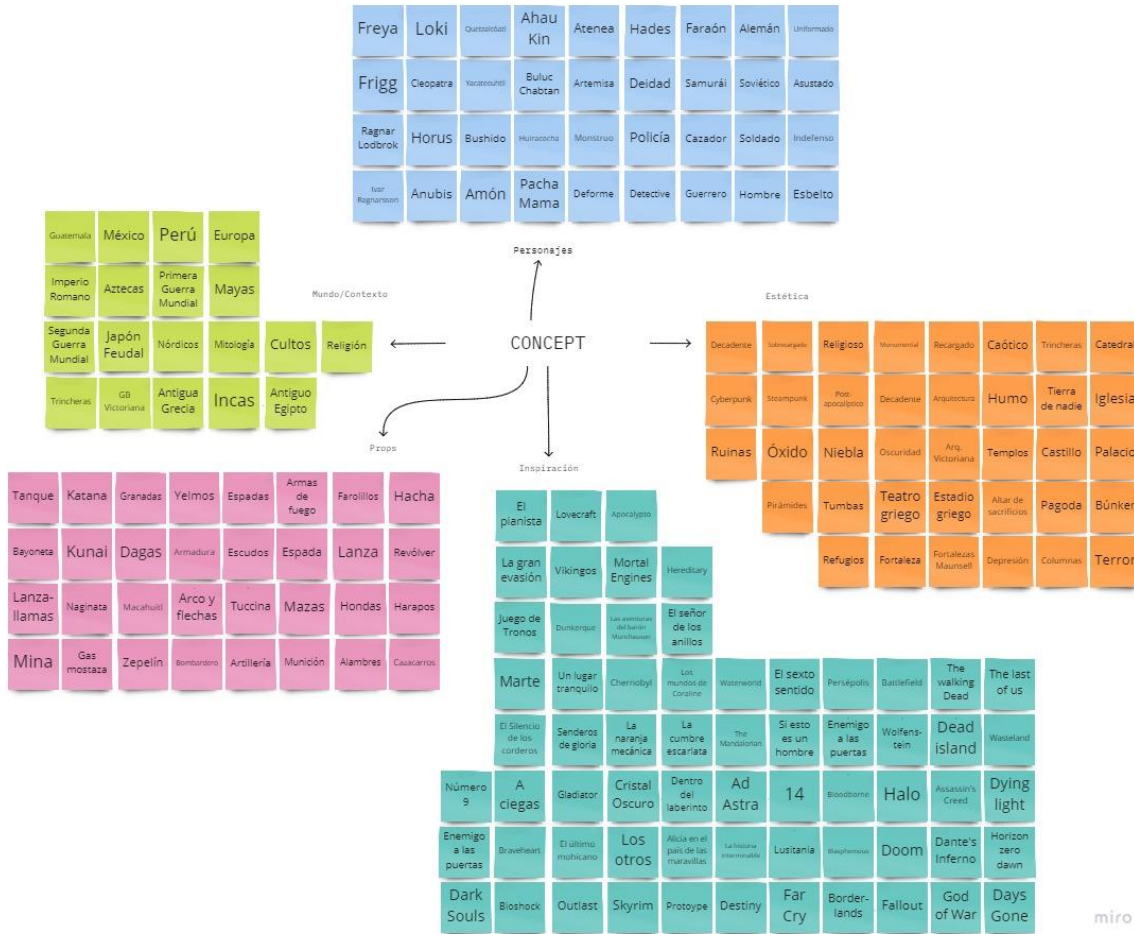 Freya Loki Quetzalcóatl Ahau Kin Atenea Hades Faraón Alemán Uniformado
Frigg Cleopatra Yacatecuhtli Buluc Chabtan Artemisa Deidad Samurái Soviético Asustado
Ragnar Lodbrok Horus Bushido Huiracocha Monstruo Policía Cazador Soldado Indefenso
Ivar Ragnarsson Anubis Amón Pacha Mama Deforme Detective Guerrero Hombre Esbelto
Personajes
Guatemala México Perú Europa
Imperio Romano Aztecas Primera Guerra Mundial Mayas
Segunda Guerra Mundial Japón Feudal Nórdicos Mitología Cultos Religión
Trincheras GB Victoriana Antigua Grecia Incas Antiguo Egipto
Mundo/Contexto
CONCEPT
Estética
Decadente Sobrecargado Religioso Monumental Recargado Caótico Trincheras Catedral
Cyberpunk Steampunk Post-apocalíptico Decadente Arquitectura Humo Tierra de nadie Iglesia
Ruinas Óxido Niebla Oscuridad Arq. Victoriana Templos Castillo Palacio
Pirámides Tumbas Teatro griego Estadio griego Altar de sacrificios Pagoda Búnker
Refugios Fortaleza Fortalezas Maunsell Depresión Columnas Terror
Props
Tanque Katana Granadas Yelmos Espadas Armas de fuego Farolillos Hacha
Bayoneta Kunai Dagas Armadura Escudos Espada Lanza Revólver
Lanza-llamas Naginata Macahuitl Arco y flechas Tuccina Mazas Hondas Harapos
Mina Gas mostaza Zepelín Bombardero Artillería Munición Alambres Cazacarros
Inspiración
El pianista Lovecraft Apocalypto
La gran evasión Vikingos Mortal Engines Hereditary
Juego de Tronos Dunkerque Las aventuras del barón Munchausen El señor de los anillos
Marte Un lugar tranquilo Chernobyl Los mundos de Coraline Waterworld El sexto sentido Persépolis Battlefield The walking Dead The last of us
El Silencio de los corderos Senderos de gloria La naranja mecánica La cumbre escarlata The Mandalorian Si esto es un hombre Enemigo a las puertas Wolfens-tein Dead island Wasteland
Número 9 A ciegas Gladiator Cristal Oscuro Dentro del laberinto Ad Astra 14 Bloodborne Halo Assassin's Creed Dying light
Enemigo a las puertas Braveheart El último mohicano Los otros Alicia en el país de las maravillas La historia interminable Lusitania Blasphemous Doom Dante's Inferno Horizon zero dawn
Dark Souls Bioshock Outlast Skyrim Protoype Destiny Far Cry Border-lands Fallout God of War Days Gone
miro